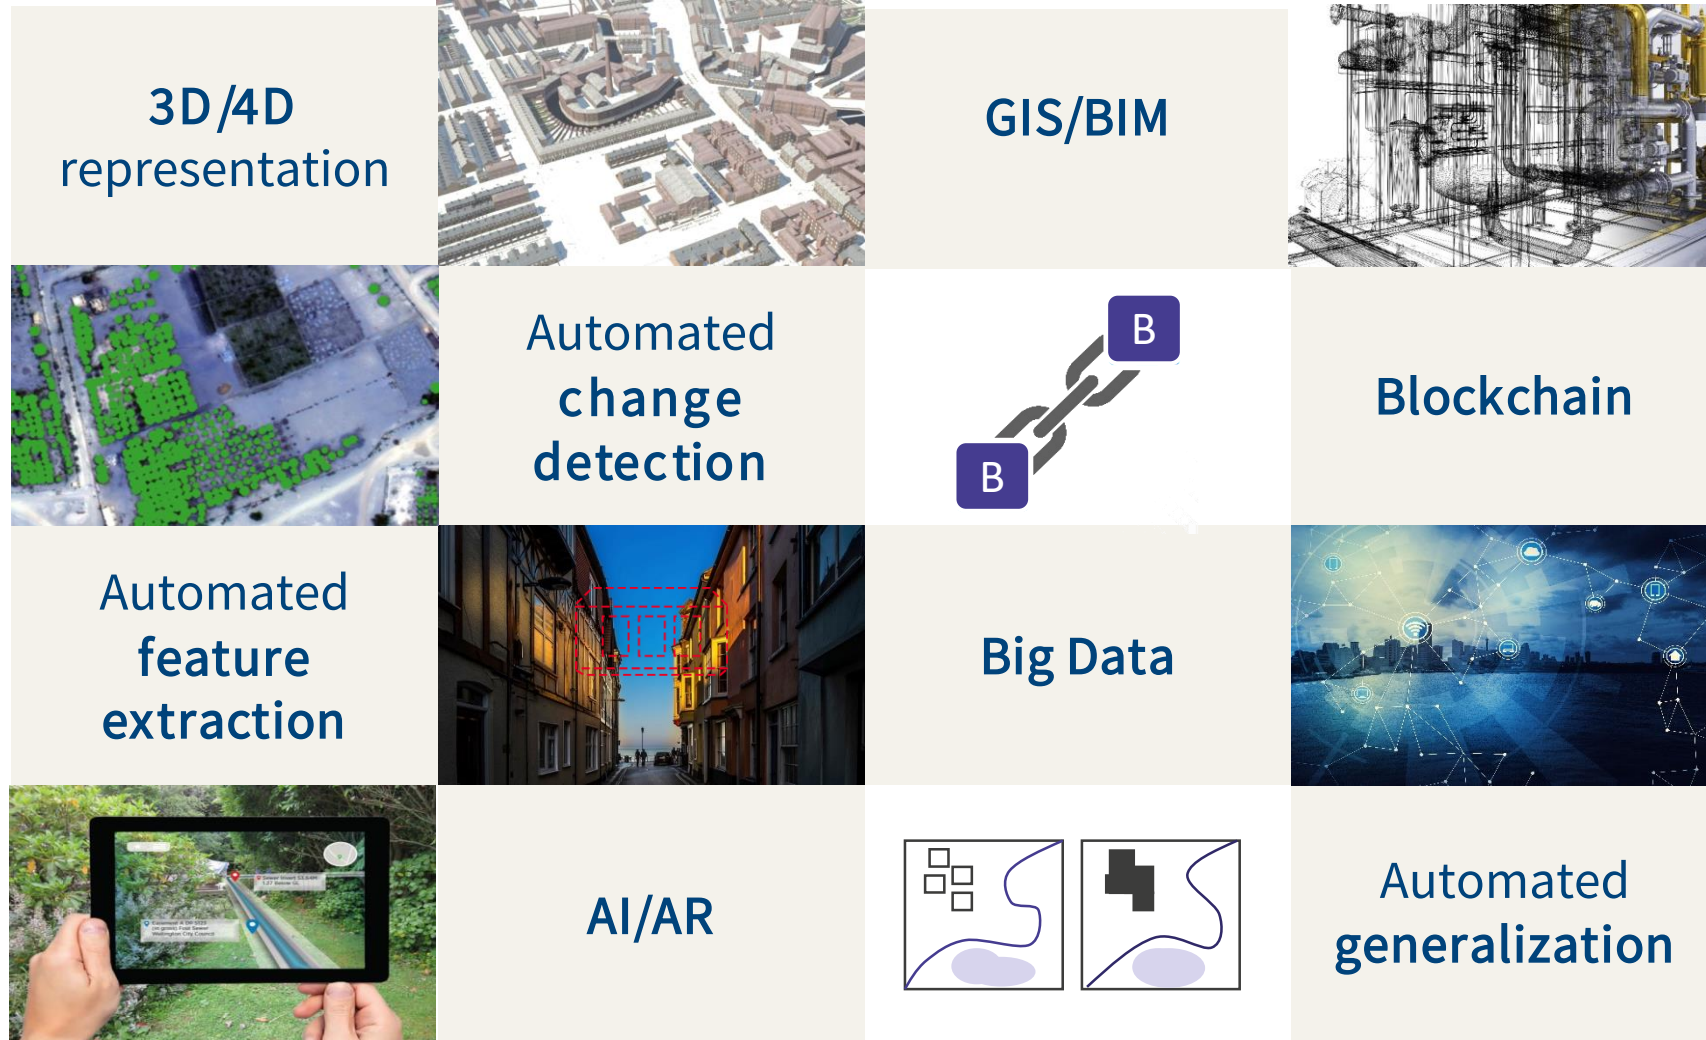 3D/4D
representation
GIS/BIM
Automated
change
detection
B
B
Blockchain
Automated
feature
extraction
Big Data
AI/AR
Automated
generalization